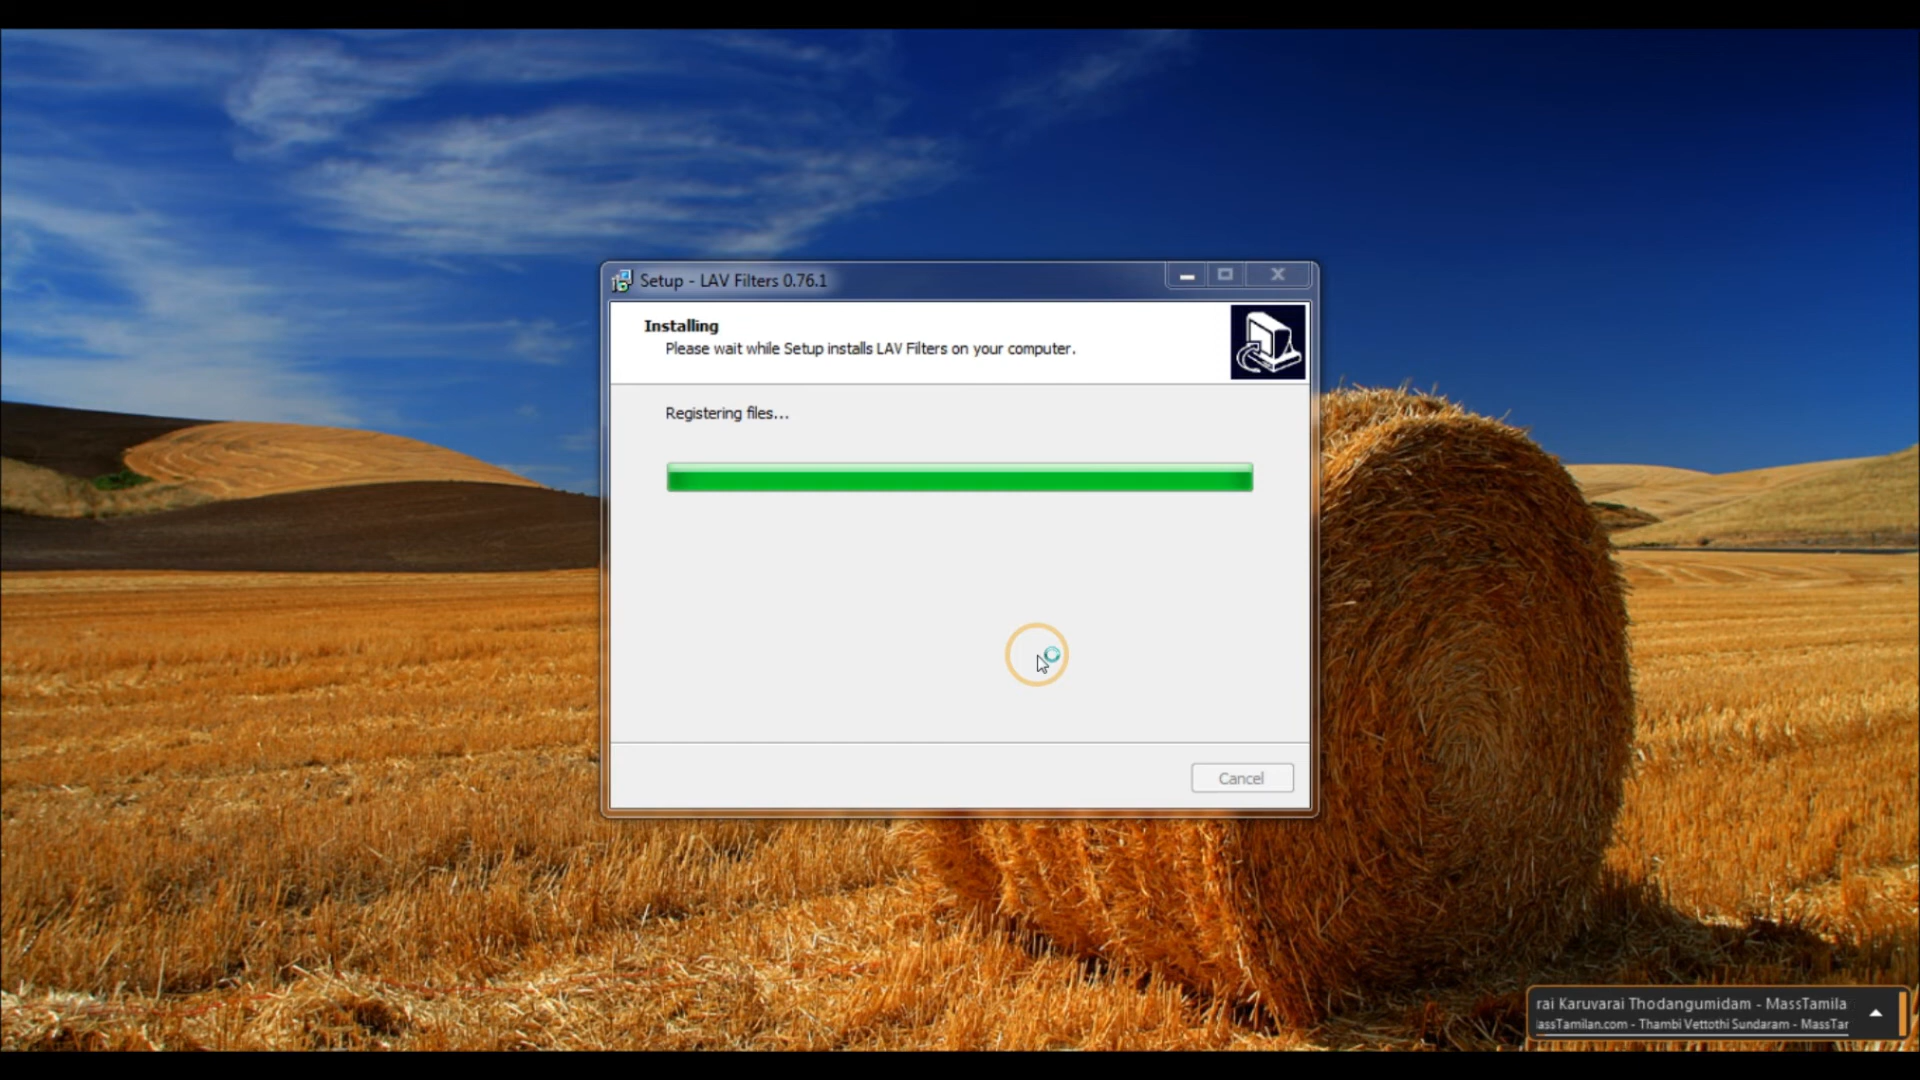 Setup - LAV Filters 0.76.1
Installing
Please wait while Setup installs LAV Filters on your computer.
Registering files...
Cancel
rai Karuvarai Thodangumidam - MassTamila
assTamilan.com - Thambi Vettothi Sundaram - MassTar